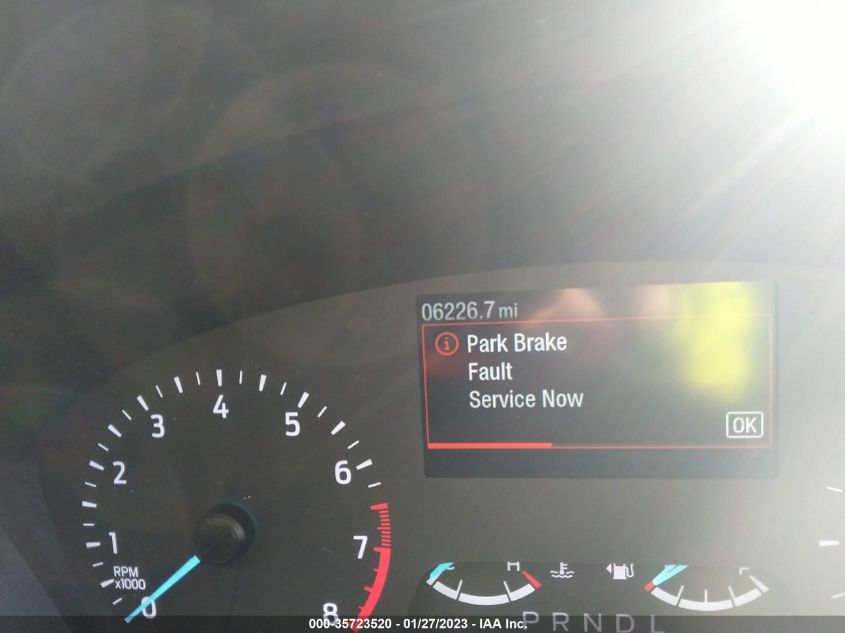 06226.7 mi
Park Brake
Fault
Service Now
OK
4
3
5
2
6
1
7
RPM
x1000
0
8
H
F
P R N D L
000-35723520 - 01/27/2023 - IAA Inc.